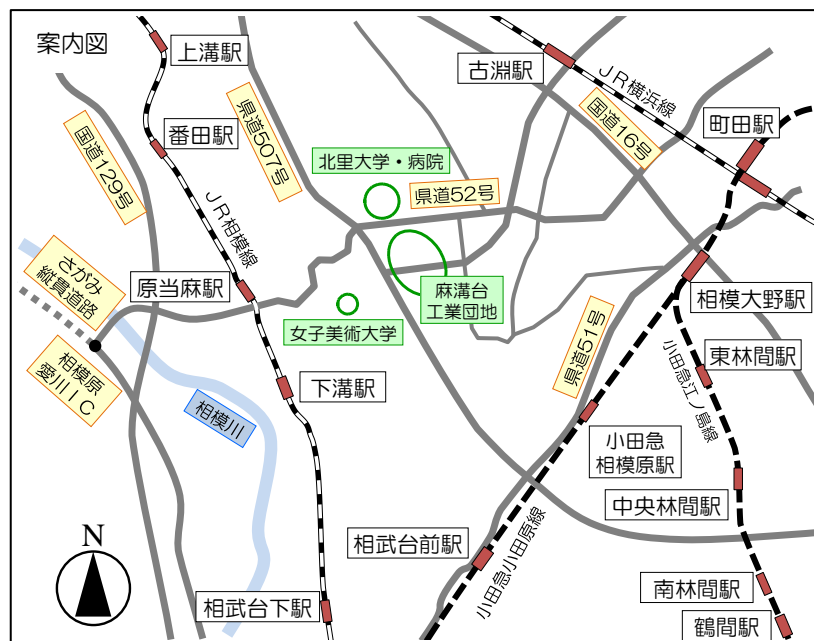 案内図
上溝駅
古淵駅
JR横浜線
町田駅
国道16号
番田駅
県道507号
国道129号
北里大学・病院
県道52号
JR相模線
さがみ
縦貫道路
原当麻駅
麻溝台
工業団地
女子美術大学
相模大野駅
県道51号
東林間駅
小田急江ノ島線
相模原
愛川IC
下溝駅
相模川
小田急
相模原駅
中央林間駅
相武台前駅
小田急小田原線
N
相武台下駅
南林間駅
鶴間駅